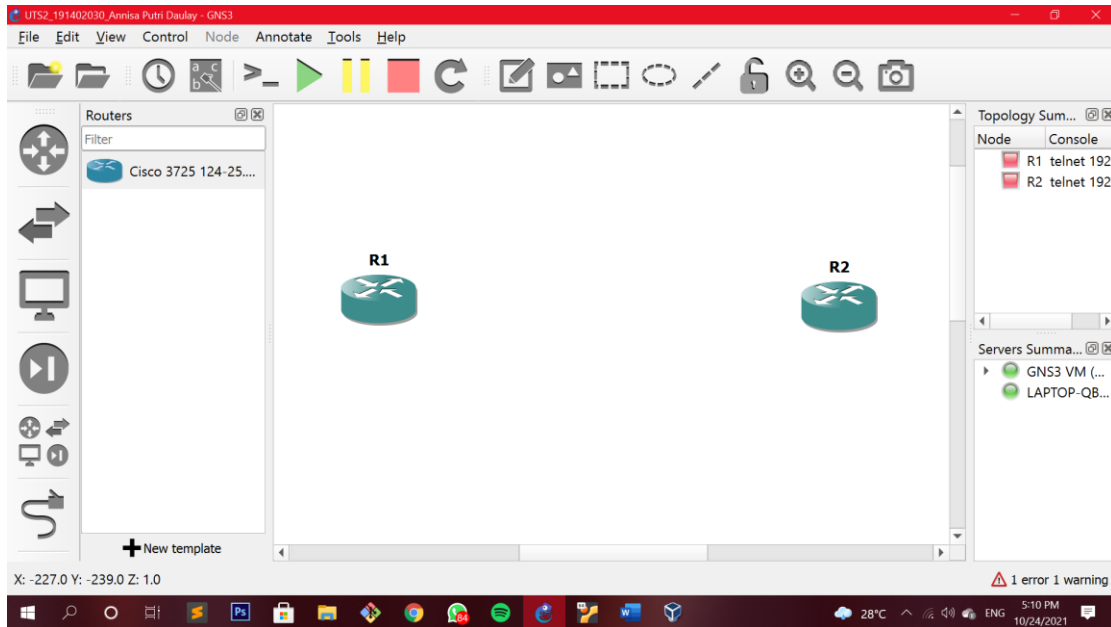 UTS2_191402030_Annisa Putri Daulay - GNS3
File Edit View Control Node Annotate Tools Help
Routers
Filter
Cisco 3725 124-25....
New template
R1
R2
Topology Sum...
Node Console
R1 telnet 192
R2 telnet 192
Servers Summa...
GNS3 VM (...
LAPTOP-QB...
X: -227.0 Y: -239.0 Z: 1.0
1 error 1 warning
Ps
64
W
28°C
ENG
5:10 PM
10/24/2021